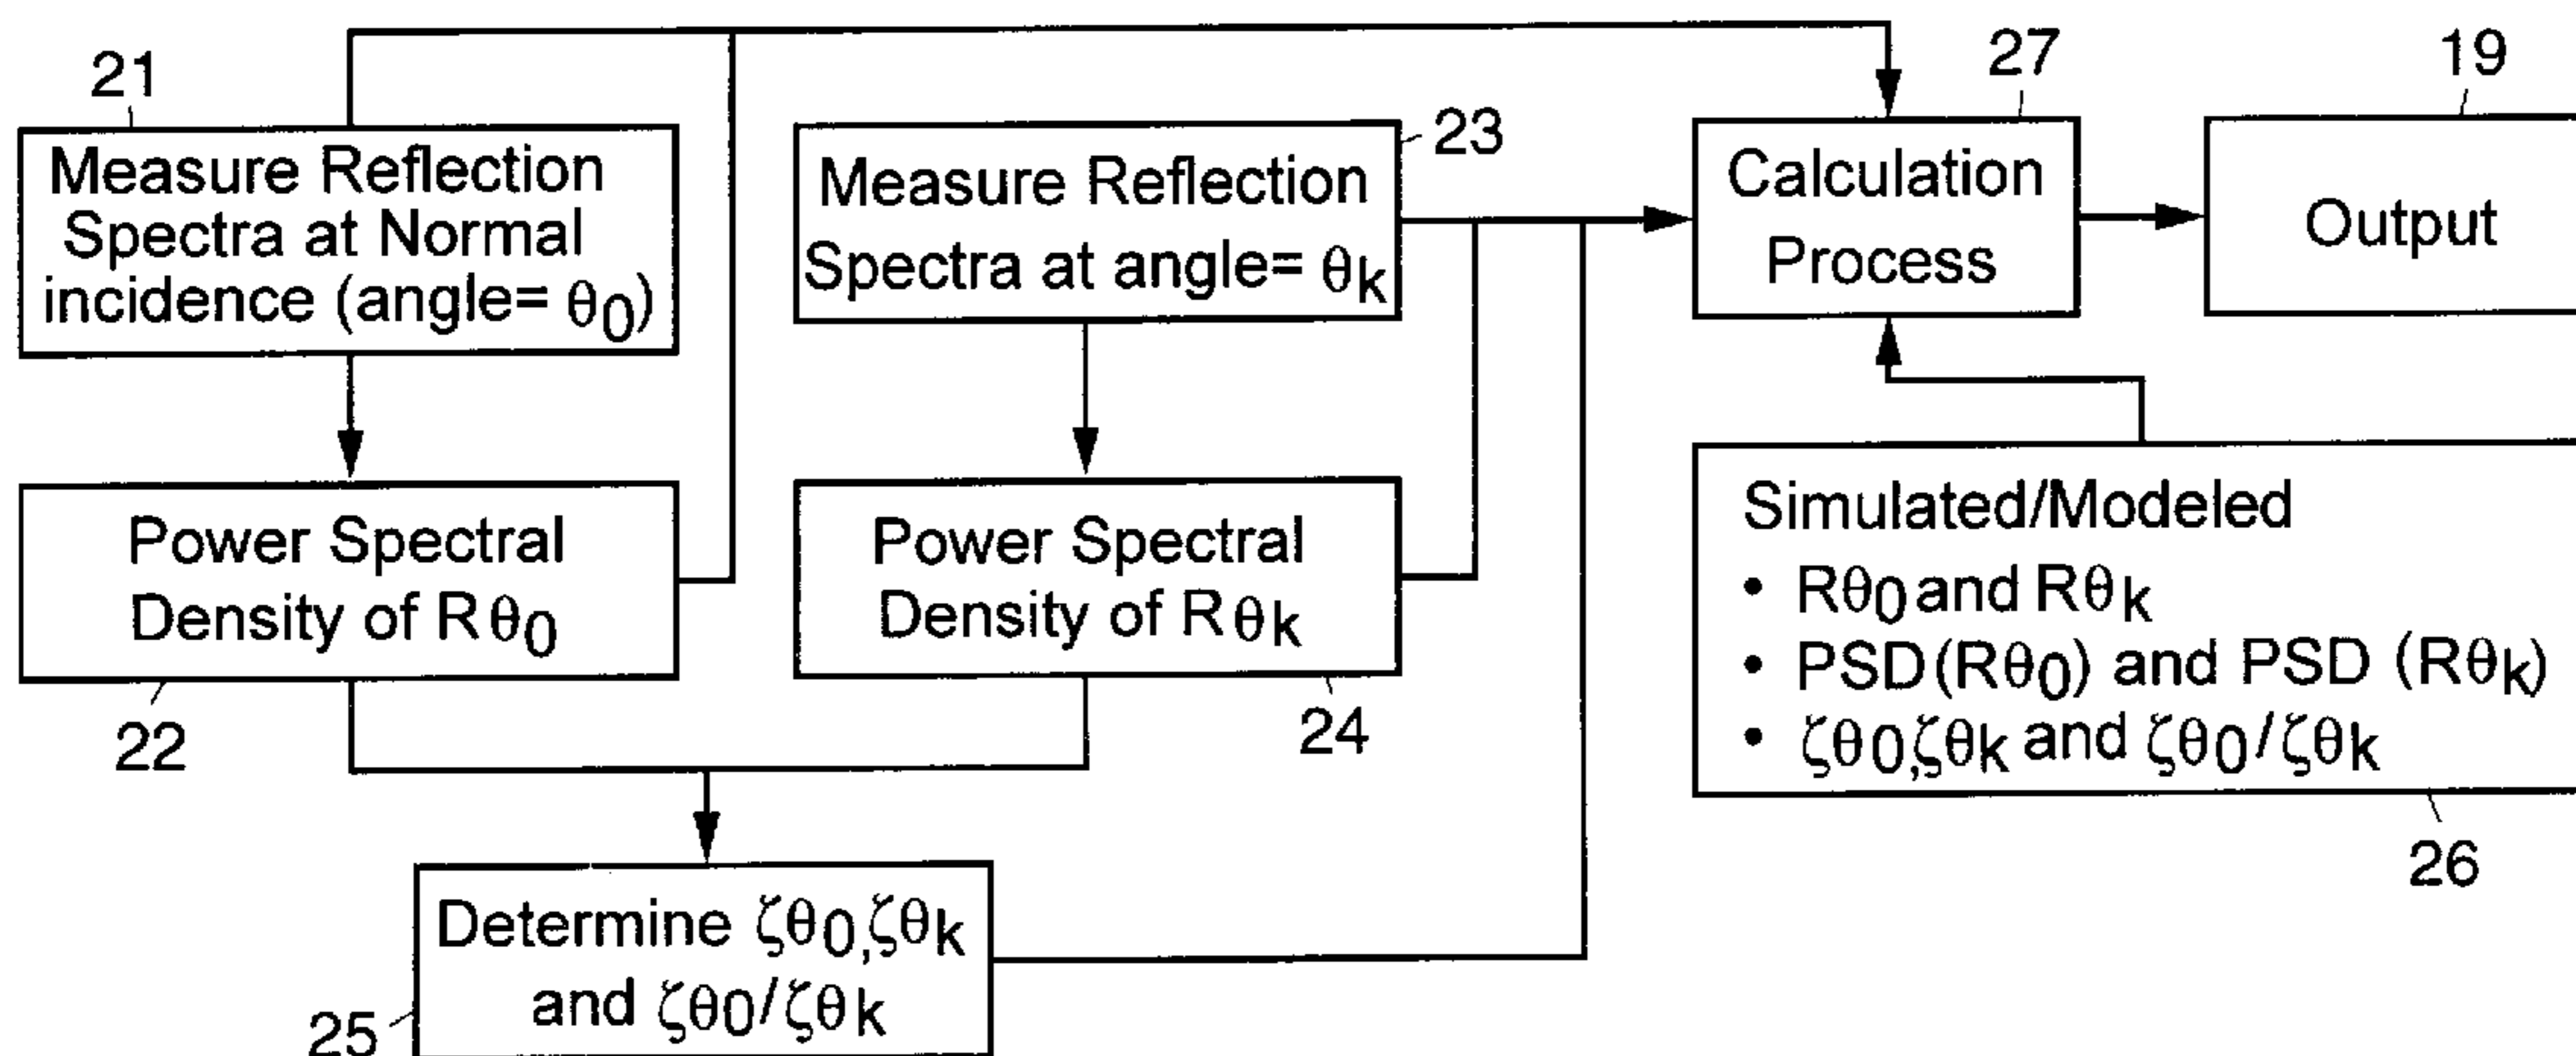 21
Measure Reflection
Spectra at Normal
incidence (angle= θ0)
23
Measure Reflection
Spectra at angle= θk
27
Calculation
Process
19
Output
Power Spectral
Density of Rθ0
22
Power Spectral
Density of Rθk
24
Simulated/Modeled
• Rθ0 and Rθk
• PSD(Rθ0) and PSD (Rθk)
• ζθ0,ζθk and ζθ0/ζθk
26
Determine ζθ0,ζθk
and ζθ0/ζθk
25